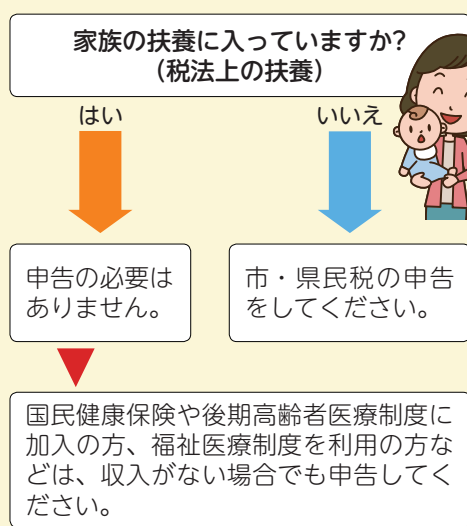 家族の扶養に入っていますか?
（税法上の扶養）
はい
いいえ
申告の必要は
ありません。
市・県民税の申告
をしてください。
国民健康保険や後期高齢者医療制度に
加入の方、福祉医療制度を利用の方な
どは、収入がない場合でも申告してく
ださい。